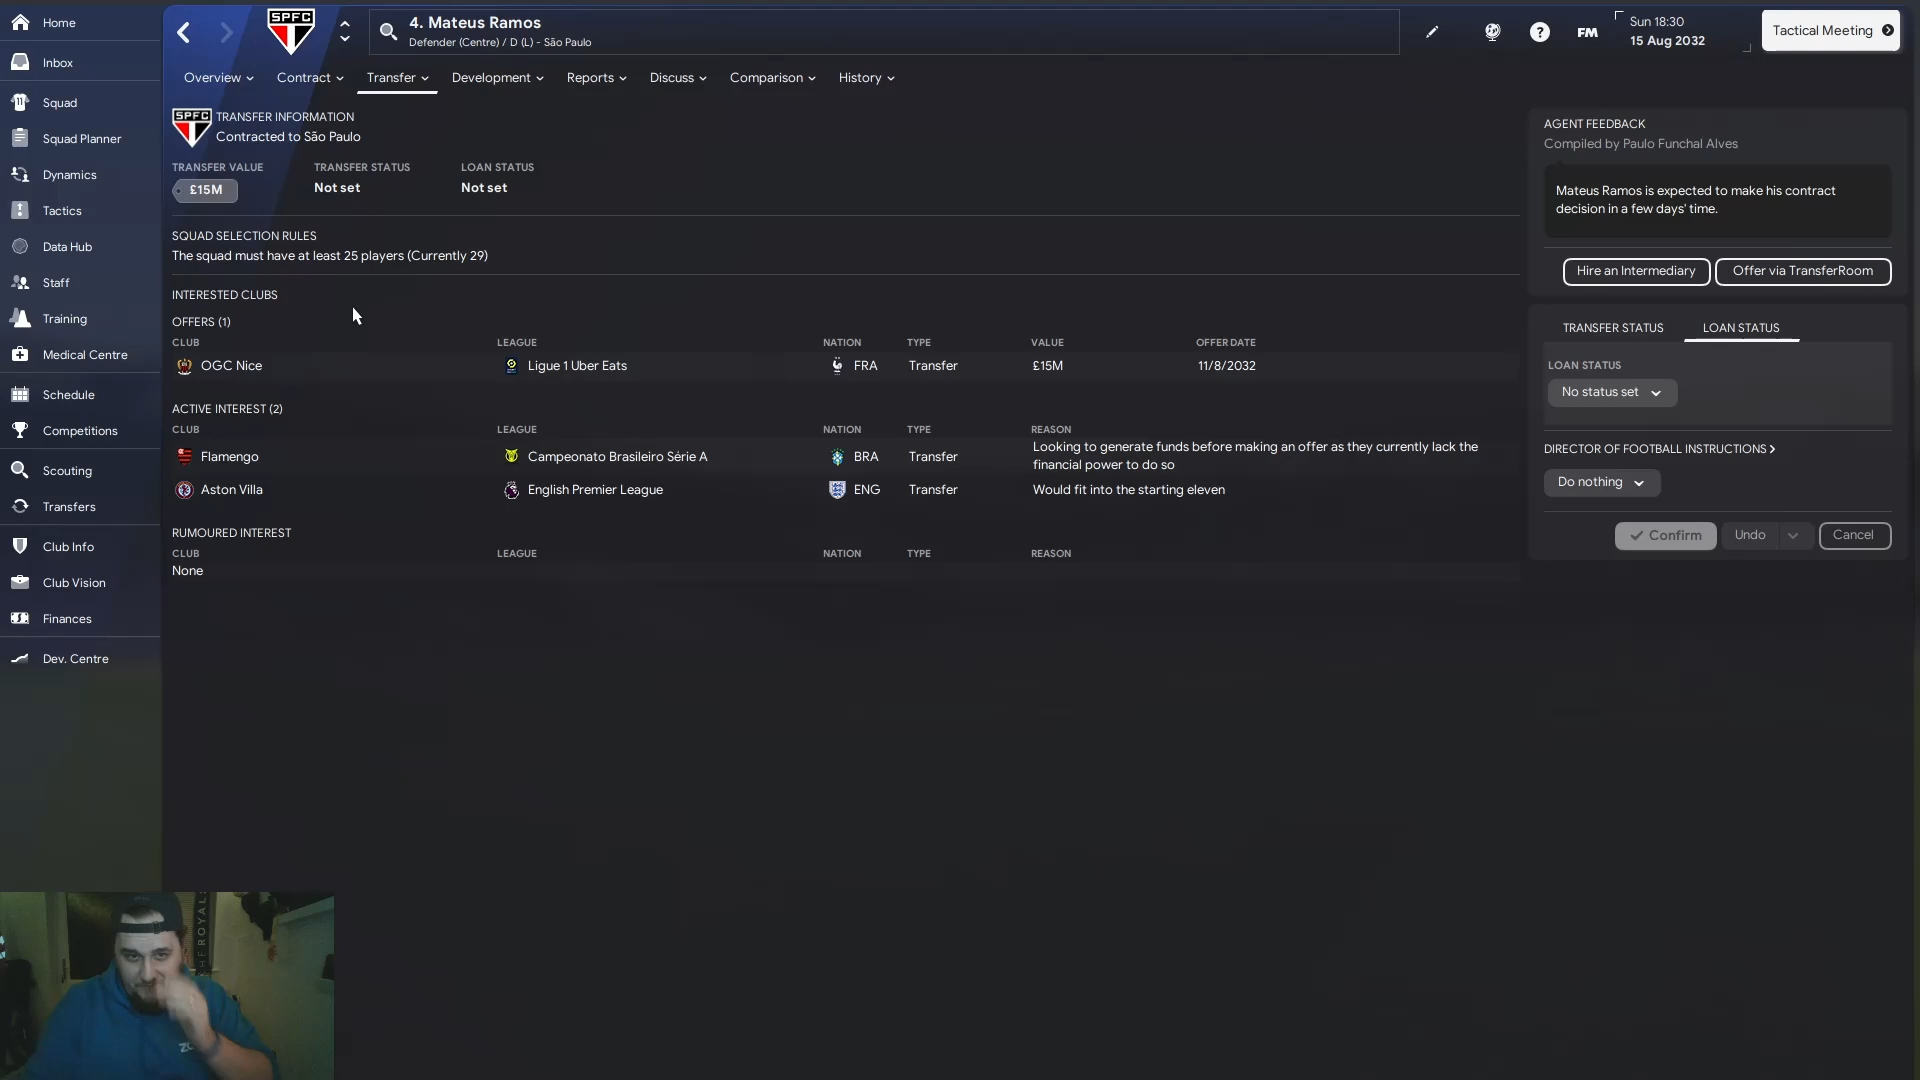 Home
Inbox
Squad
Squad Planner
Dynamics
Tactics
Data Hub
Staff
Training
Medical Centre
Schedule
Competitions
Scouting
Transfers
Club Info
Club Vision
Finances
Dev. Centre
SPFC
4. Mateus Ramos
Defender (Centre) / D (L) - São Paulo
FM
Sun 18:30
15 Aug 2032
Tactical Meeting
Overview Contract Transfer Development Reports Discuss Comparison History
SPFC
TRANSFER INFORMATION
Contracted to São Paulo
TRANSFER VALUE TRANSFER STATUS LOAN STATUS
£15M Not set Not set
SQUAD SELECTION RULES
The squad must have at least 25 players (Currently 29)
INTERESTED CLUBS
OFFERS (1)
CLUB LEAGUE NATION TYPE VALUE OFFER DATE
OGC Nice Ligue 1 Uber Eats FRA Transfer £15M 11/8/2032
ACTIVE INTEREST (2)
CLUB LEAGUE NATION TYPE REASON
Flamengo Campeonato Brasileiro Série A BRA Transfer Looking to generate funds before making an offer as they currently lack the
financial power to do so
Aston Villa English Premier League ENG Transfer Would fit into the starting eleven
RUMOURED INTEREST
CLUB LEAGUE NATION TYPE REASON
None
AGENT FEEDBACK
Compiled by Paulo Funchal Alves
Mateus Ramos is expected to make his contract
decision in a few days' time.
Hire an Intermediary Offer via TransferRoom
TRANSFER STATUS LOAN STATUS
LOAN STATUS
No status set
DIRECTOR OF FOOTBALL INSTRUCTIONS >
Do nothing
Confirm Undo Cancel